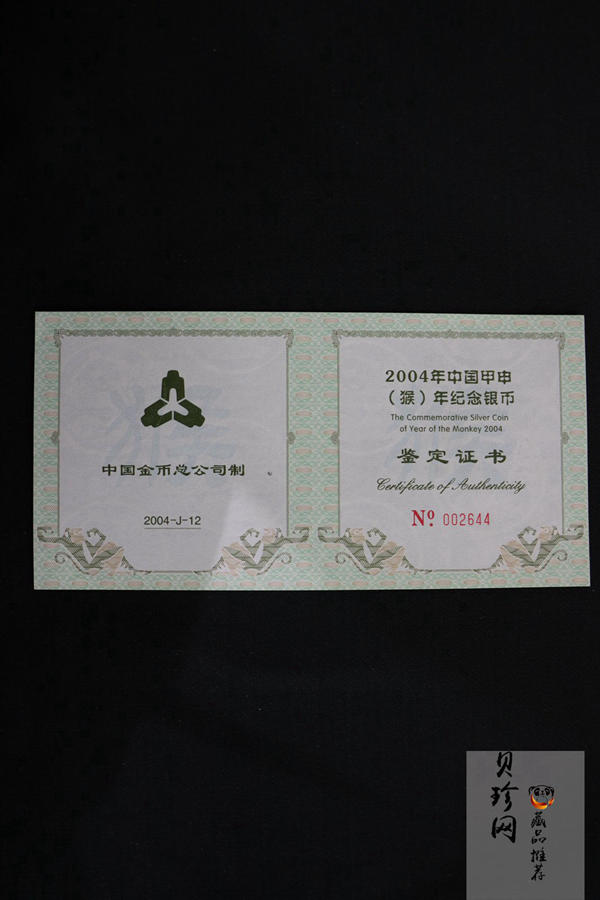 中国金币总公司制
2004-J-12
2004年中国甲申
（猴）年纪念银币
The Commemorative Silver Coin
of Year of the Monkey 2004
鉴定证书
Certificate of Authenticity
Nº 002644
贝珍网
藏品推荐